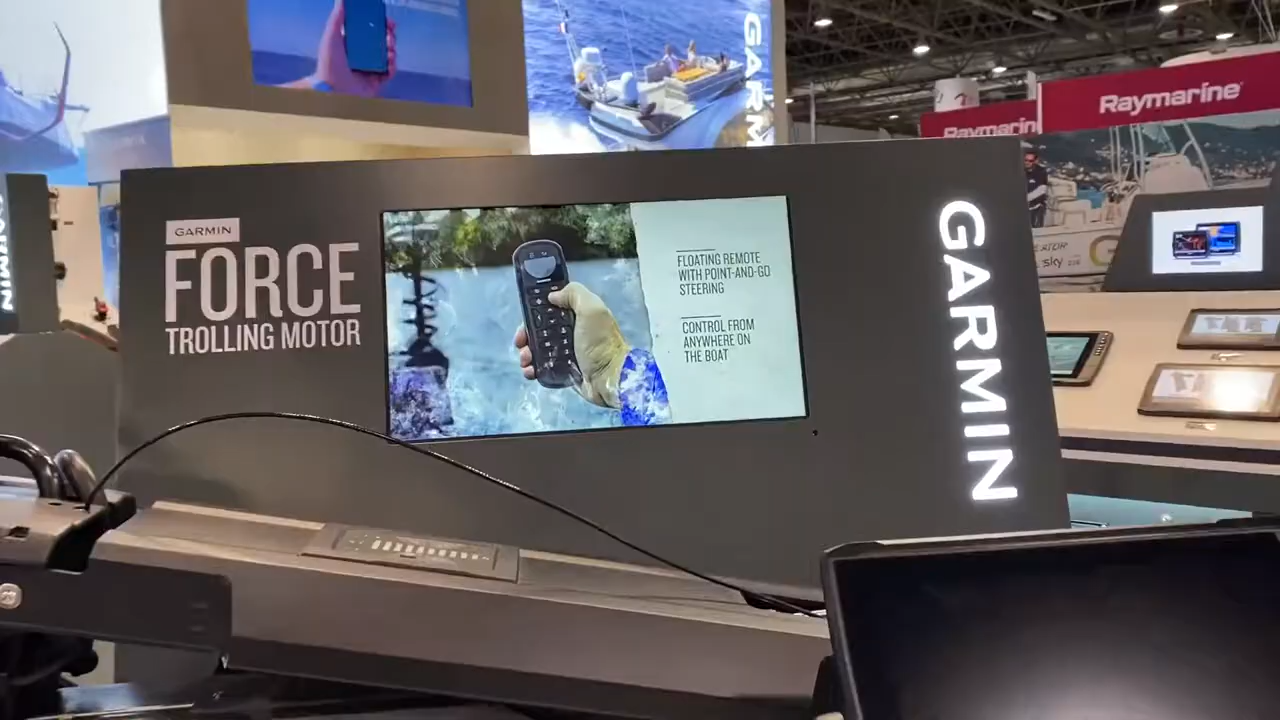 GARMIN
Raymarine
Raymarine
GARMIN
FORCE
TROLLING MOTOR
FLOATING REMOTE
WITH POINT-AND-GO
STEERING
CONTROL FROM
ANYWHERE ON
THE BOAT
GARMIN
sky